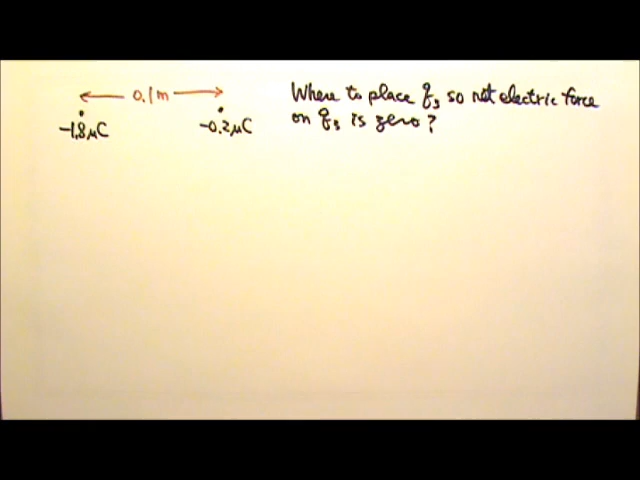 0.1m
-1.8μC
-0.2μC
Where to place q₃ so net electric force
on q₃ is zero?